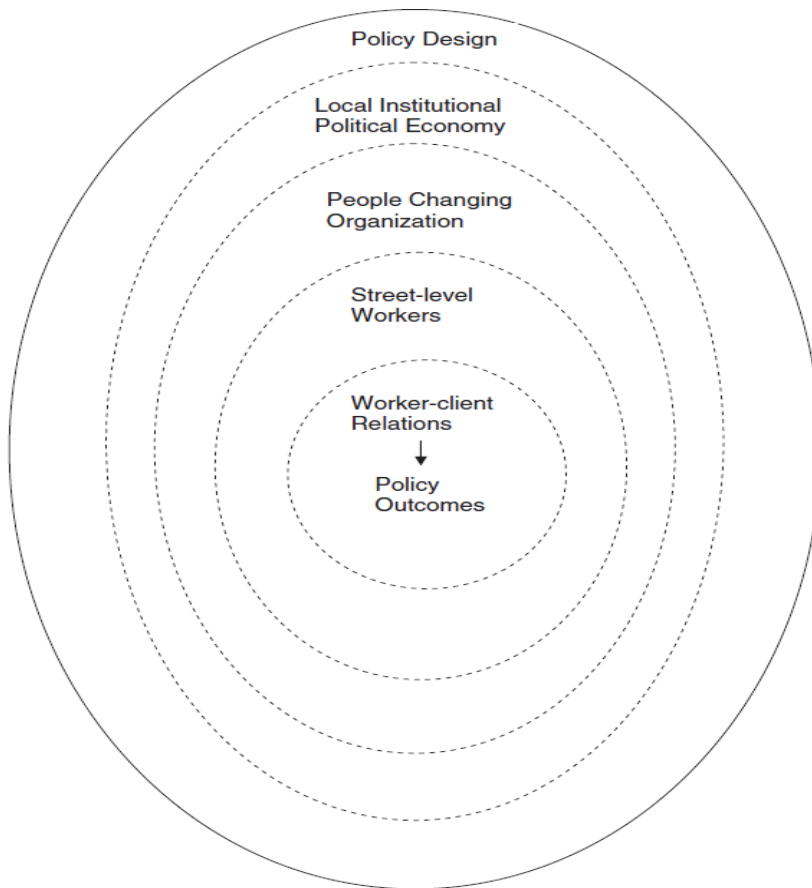 Policy Design
Local Institutional
Political Economy
People Changing
Organization
Street-level
Workers
Worker-client
Relations
Policy
Outcomes